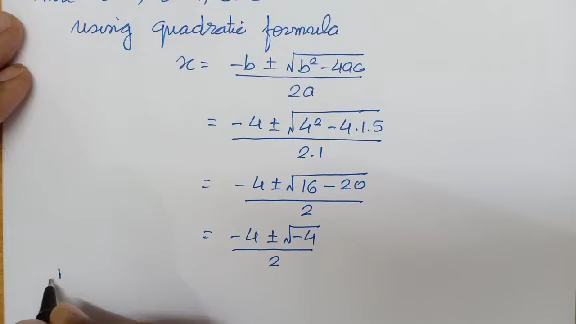 using quadratic formula
x = -b ± √b² - 4ac / 2a
= -4 ± √4² - 4.1.5 / 2.1
= -4 ± √16 - 20 / 2
= -4 ± √-4 / 2